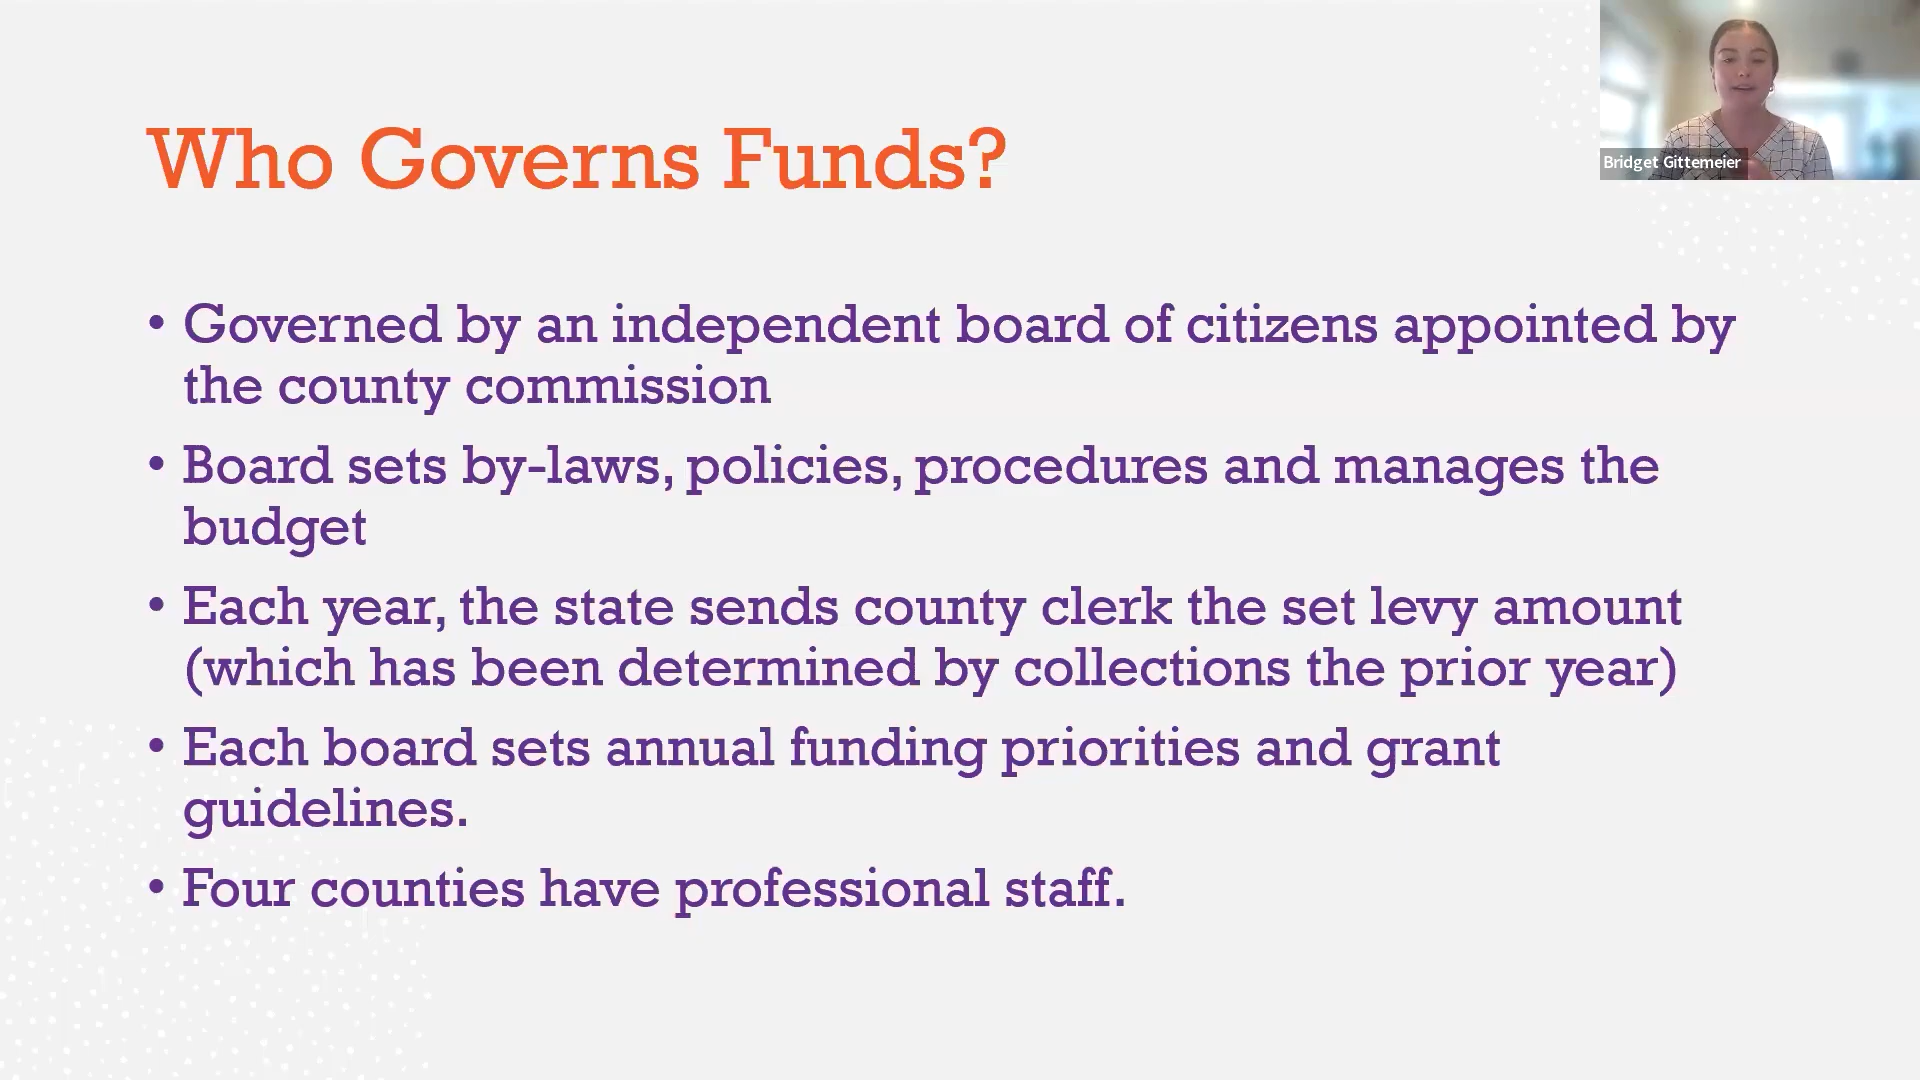 Who Governs Funds?
Bridget Gittemeier
• Governed by an independent board of citizens appointed by
the county commission
• Board sets by-laws, policies, procedures and manages the
budget
• Each year, the state sends county clerk the set levy amount
(which has been determined by collections the prior year)
• Each board sets annual funding priorities and grant
guidelines.
• Four counties have professional staff.